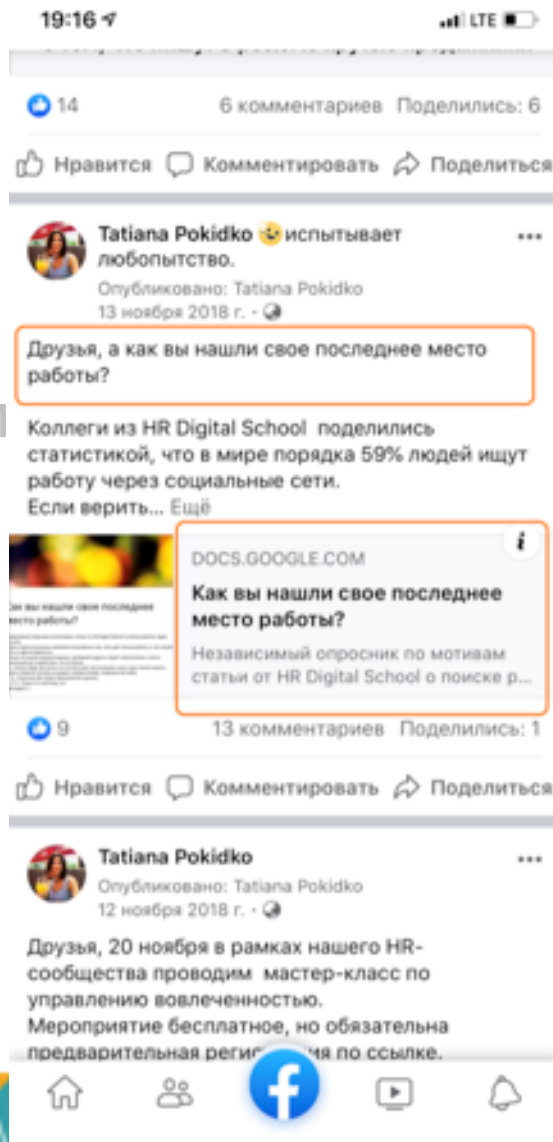 19:16
LTE
14
6 комментариев Поделились: 6
Нравится Комментировать Поделиться
Tatiana Pokidko испытывает
любопытство.
Опубликовано: Tatiana Pokidko
13 ноября 2018 г. ·
Друзья, а как вы нашли свое последнее место
работы?
Коллеги из HR Digital School поделились
статистикой, что в мире порядка 59% людей ищут
работу через социальные сети.
Если верить... Ещё
DOCS.GOOGLE.COM
Как вы нашли свое последнее
место работы?
Независимый опросник по мотивам
статьи от HR Digital School о поиске р...
9
13 комментариев Поделились: 1
Нравится Комментировать Поделиться
Tatiana Pokidko
Опубликовано: Tatiana Pokidko
12 ноября 2018 г. ·
Друзья, 20 ноября в рамках нашего HR-
сообщества проводим мастер-класс по
управлению вовлеченностью.
Мероприятие бесплатное, но обязательна
предварительная по ссылке.